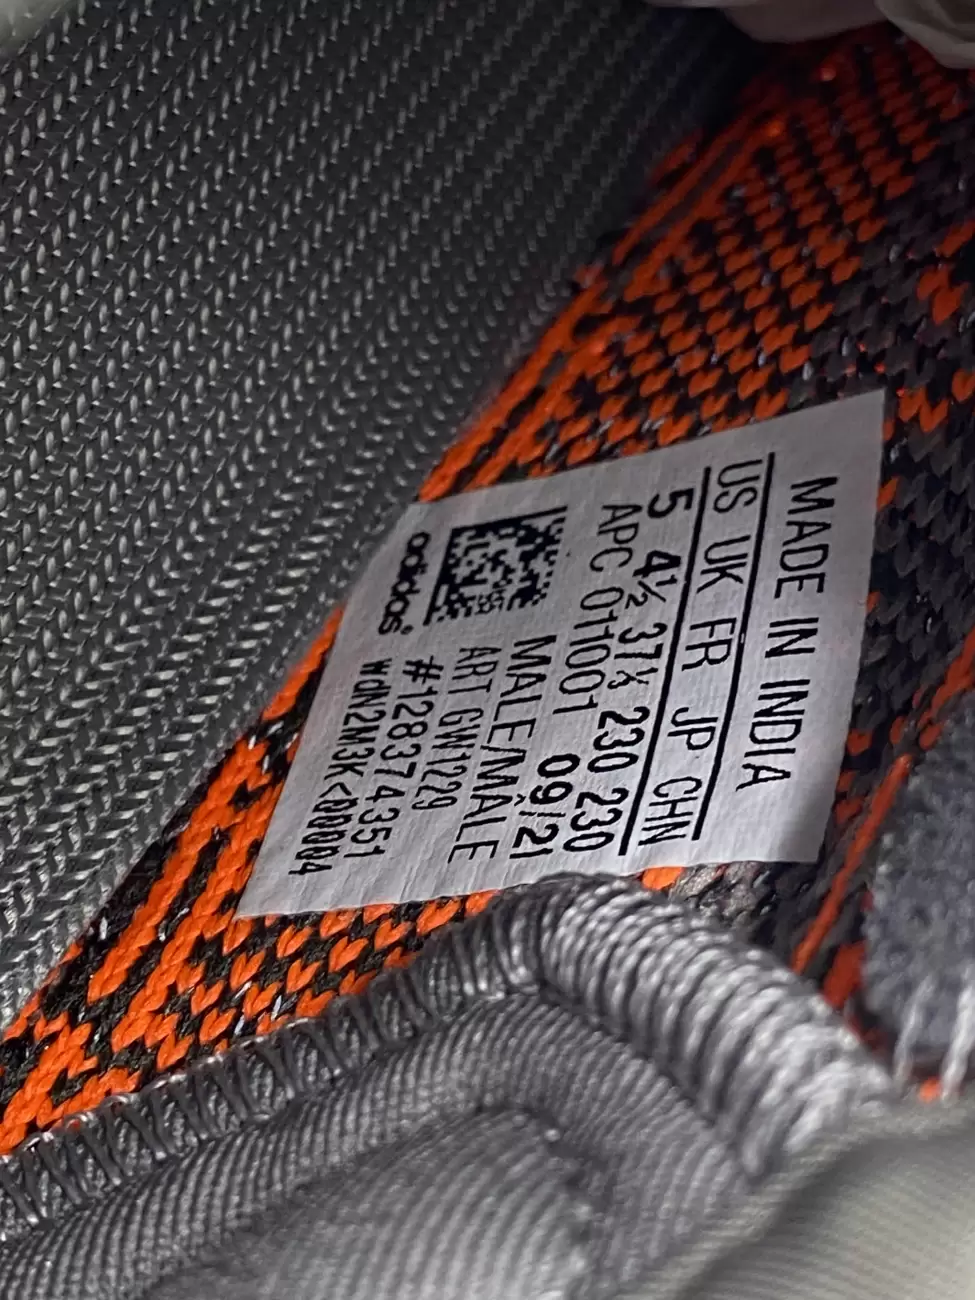 MADE IN INDIA
US UK FR JP CHN
5 4½ 37⅓ 230 230
APC 011001 09/21
MALE/MÂLE
ART GW1229
#128374351
WdN2M3K<00004
adidas®